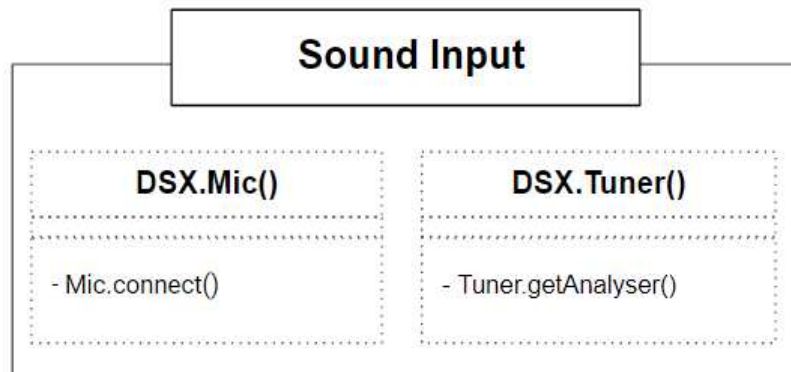 Sound Input
DSX.Mic()
- Mic.connect()
DSX.Tuner()
- Tuner.getAnalyser()